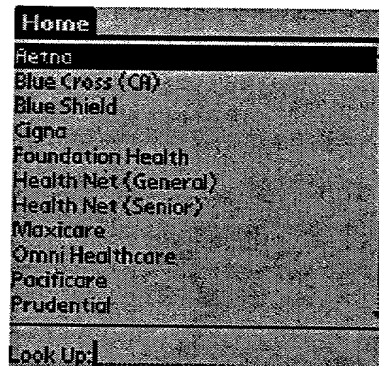 Home
Aetna
Blue Cross (CA)
Blue Shield
Cigna
Foundation Health
Health Net (General)
Health Net (Senior)
Maxicare
Omni Healthcare
Pacificare
Prudential
Look Up: